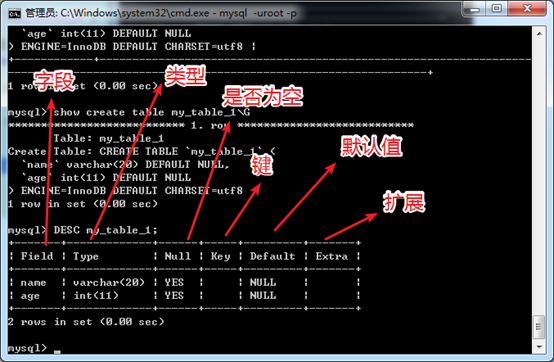 管理员: C:\Windows\system32\cmd.exe - mysql -uroot -p
`age` int(11) DEFAULT NULL
) ENGINE=InnoDB DEFAULT CHARSET=utf8 |
字段
类型
1 row in set (0.00 sec)
是否为空
mysql> show create table my_table_1\G
*************************** 1. row ***************************
Table: my_table_1
Create Table: CREATE TABLE `my_table_1` (
`name` varchar(20) DEFAULT NULL,
键
默认值
`age` int(11) DEFAULT NULL
) ENGINE=InnoDB DEFAULT CHARSET=utf8
1 row in set (0.00 sec)
扩展
mysql> DESC my_table_1;
+-------+-------------+------+-----+---------+-------+
| Field | Type | Null | Key | Default | Extra |
+-------+-------------+------+-----+---------+-------+
| name | varchar(20) | YES | | NULL | |
| age | int(11) | YES | | NULL | |
+-------+-------------+------+-----+---------+-------+
2 rows in set (0.00 sec)
mysql> _